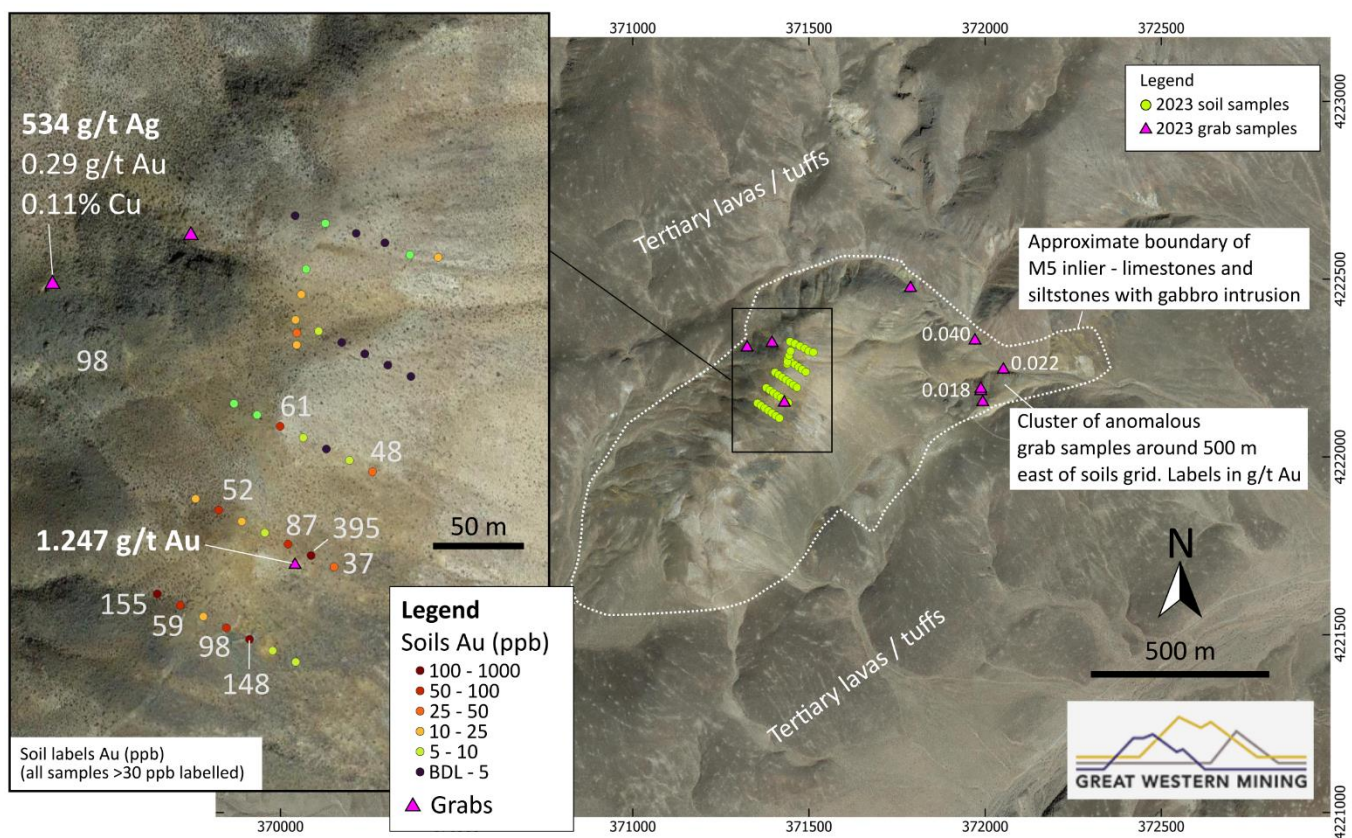 534 g/t Ag
0.29 g/t Au
0.11% Cu
98
61
48
52
87
395
1.247 g/t Au
37
155
59
98
148
50 m
Legend
Soils Au (ppb)
100 - 1000
50 - 100
25 - 50
10 - 25
5 - 10
BDL - 5
Grabs
Soil labels Au (ppb)
(all samples >30 ppb labelled)
371000
371500
372000
372500
Legend
2023 soil samples
2023 grab samples
4223000
4222500
4222000
4221500
4221000
Tertiary lavas / tuffs
Approximate boundary of
M5 inlier - limestones and
siltstones with gabbro intrusion
0.040
0.022
0.018
Cluster of anomalous
grab samples around 500 m
east of soils grid. Labels in g/t Au
Tertiary lavas / tuffs
N
500 m
GREAT WESTERN MINING
370000
371000
371500
372000
372500